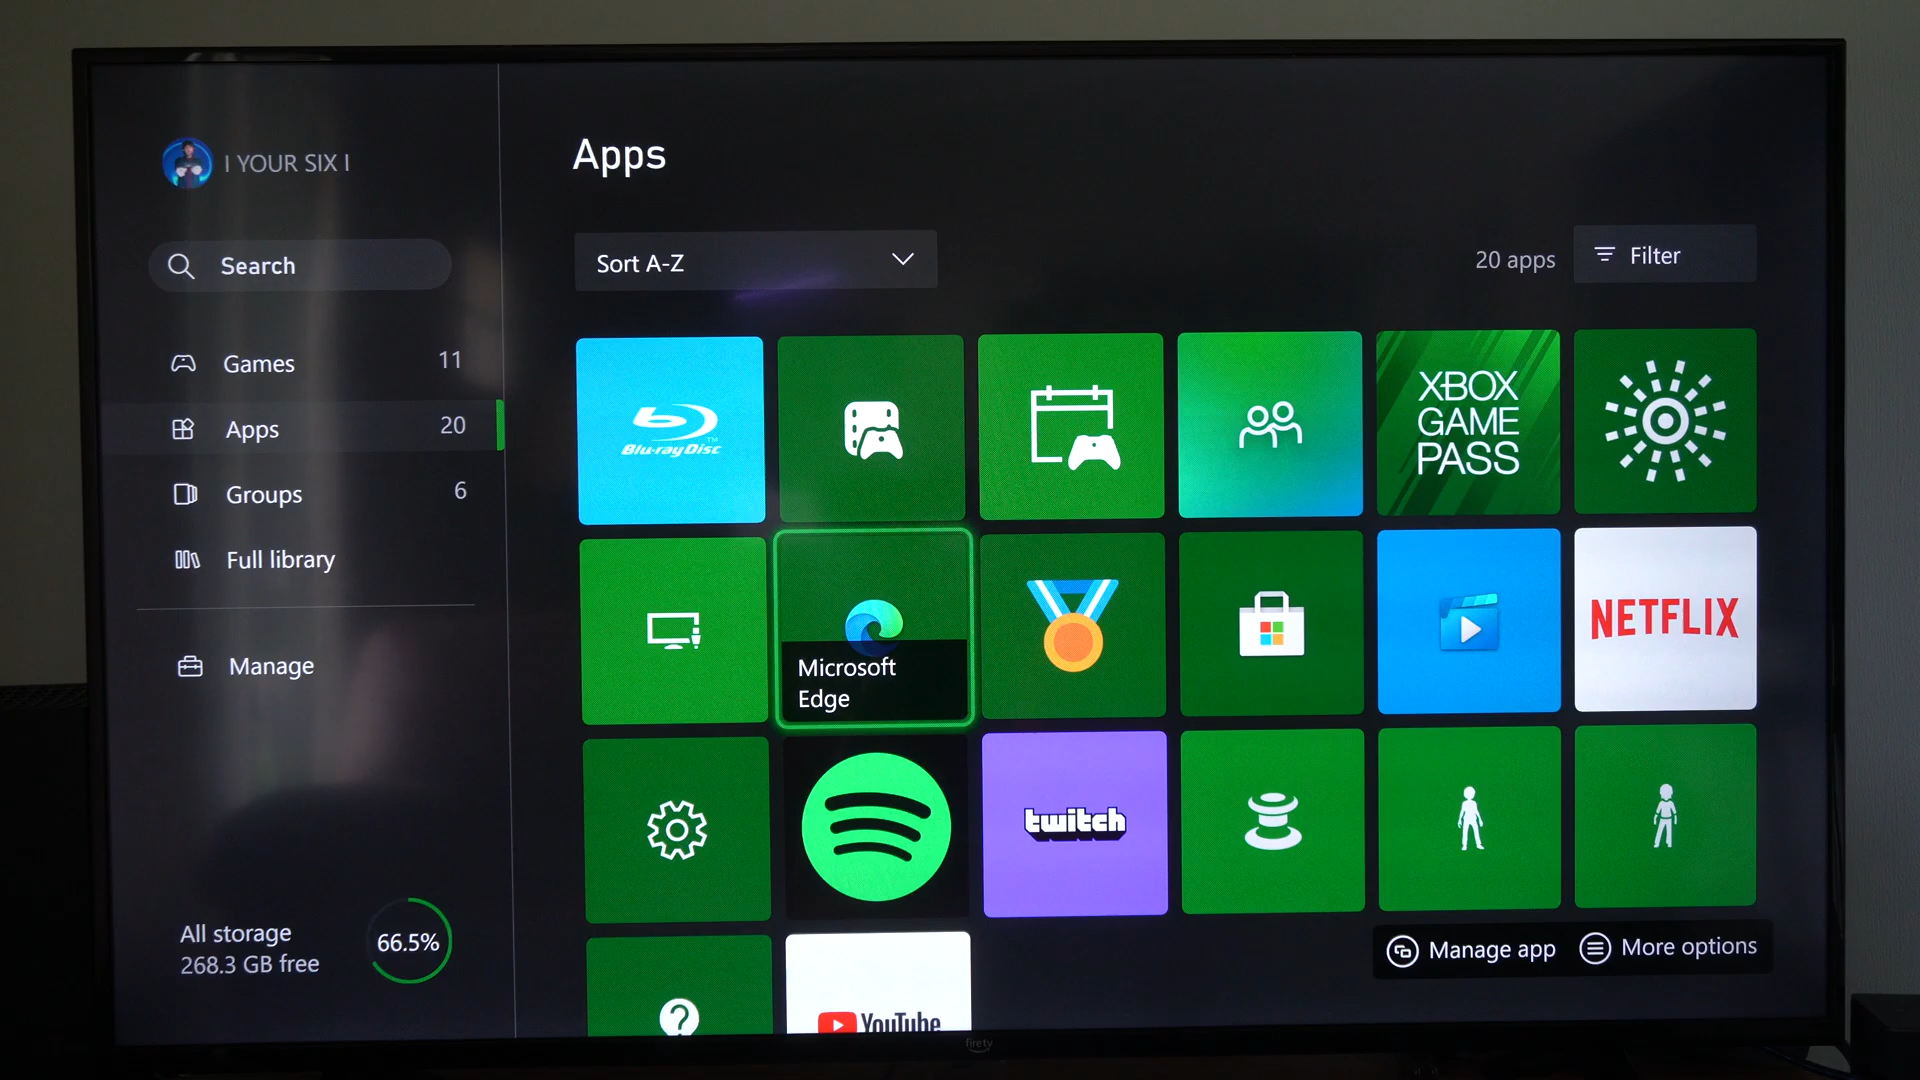 I YOUR SIX I
Search
Games 11
Apps 20
Groups 6
Full library
Manage
All storage
268.3 GB free
66.5%
Apps
Sort A-Z
20 apps
Filter
Blu-ray Disc™
XBOX
GAME
PASS
Microsoft
Edge
NETFLIX
twitch
YouTube
Manage app
More options
firetv